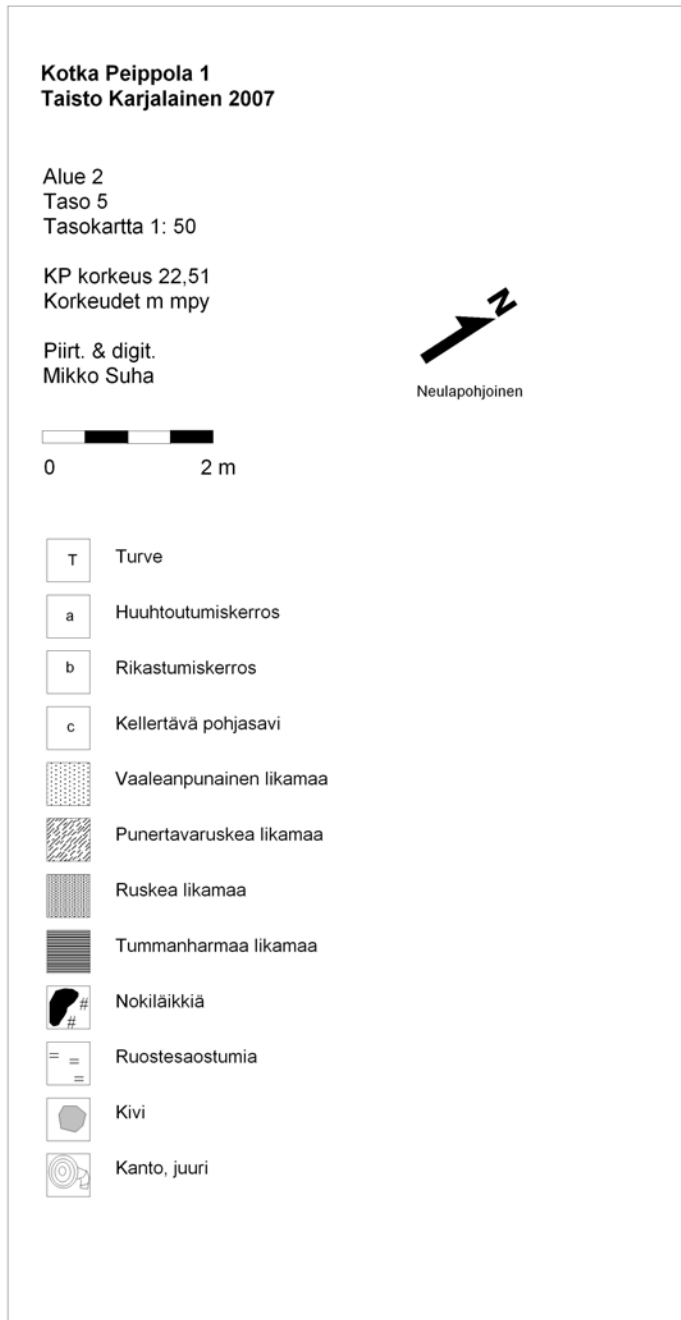 Kotka Peippola 1
Taisto Karjalainen 2007
Alue 2
Taso 5
Tasokartta 1: 50
KP korkeus 22,51
Korkeudet m mpy
Piirt. & digit.
Mikko Suha
N
Neulapohjoinen
0 2 m
T Turve
a Huuhtoutumiskerros
b Rikastumiskerros
c Kellertävä pohjasavi
Vaaleanpunainen likamaa
Punertavaruskea likamaa
Ruskea likamaa
Tummanharmaa likamaa
# # Nokiläikkiä
= = = Ruostesaostumia
Kivi
Kanto, juuri